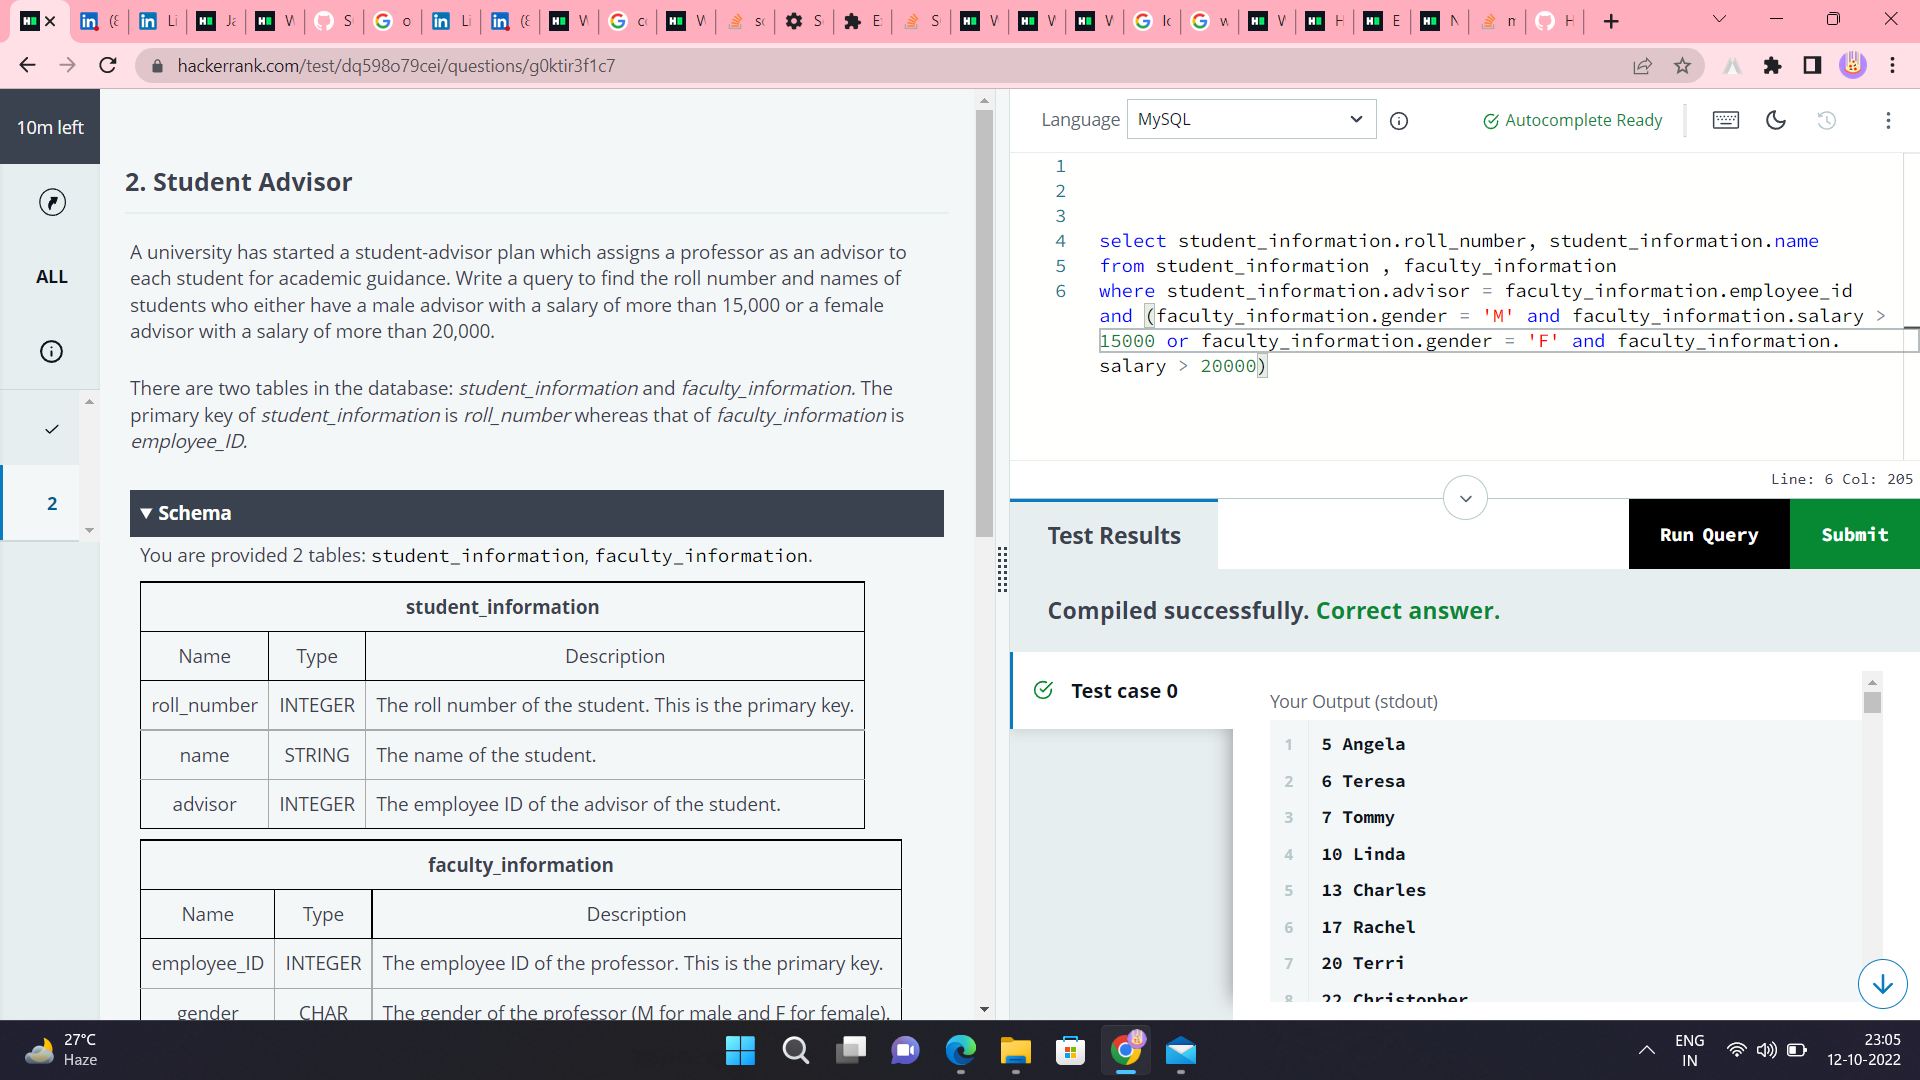 hackerrank.com/test/dq598o79cei/questions/g0ktir3f1c7
10m left
ALL
2
2. Student Advisor
A university has started a student-advisor plan which assigns a professor as an advisor to
each student for academic guidance. Write a query to find the roll number and names of
students who either have a male advisor with a salary of more than 15,000 or a female
advisor with a salary of more than 20,000.
There are two tables in the database: student_information and faculty_information. The
primary key of student_information is roll_number whereas that of faculty_information is
employee_ID.
▼ Schema
You are provided 2 tables: student_information, faculty_information.
student_information
Name Type Description
roll_number INTEGER The roll number of the student. This is the primary key.
name STRING The name of the student.
advisor INTEGER The employee ID of the advisor of the student.
faculty_information
Name Type Description
employee_ID INTEGER The employee ID of the professor. This is the primary key.
gender CHAR The gender of the professor (M for male and F for female).
Language MySQL Autocomplete Ready
1
2
3
4 select student_information.roll_number, student_information.name
5 from student_information , faculty_information
6 where student_information.advisor = faculty_information.employee_id
and (faculty_information.gender = 'M' and faculty_information.salary >
15000 or faculty_information.gender = 'F' and faculty_information.
salary > 20000)
Line: 6 Col: 205
Test Results
Run Query
Submit
Compiled successfully. Correct answer.
Test case 0
Your Output (stdout)
1 5 Angela
2 6 Teresa
3 7 Tommy
4 10 Linda
5 13 Charles
6 17 Rachel
7 20 Terri
8 22 Christopher
27°C
Haze
ENG
IN
23:05
12-10-2022